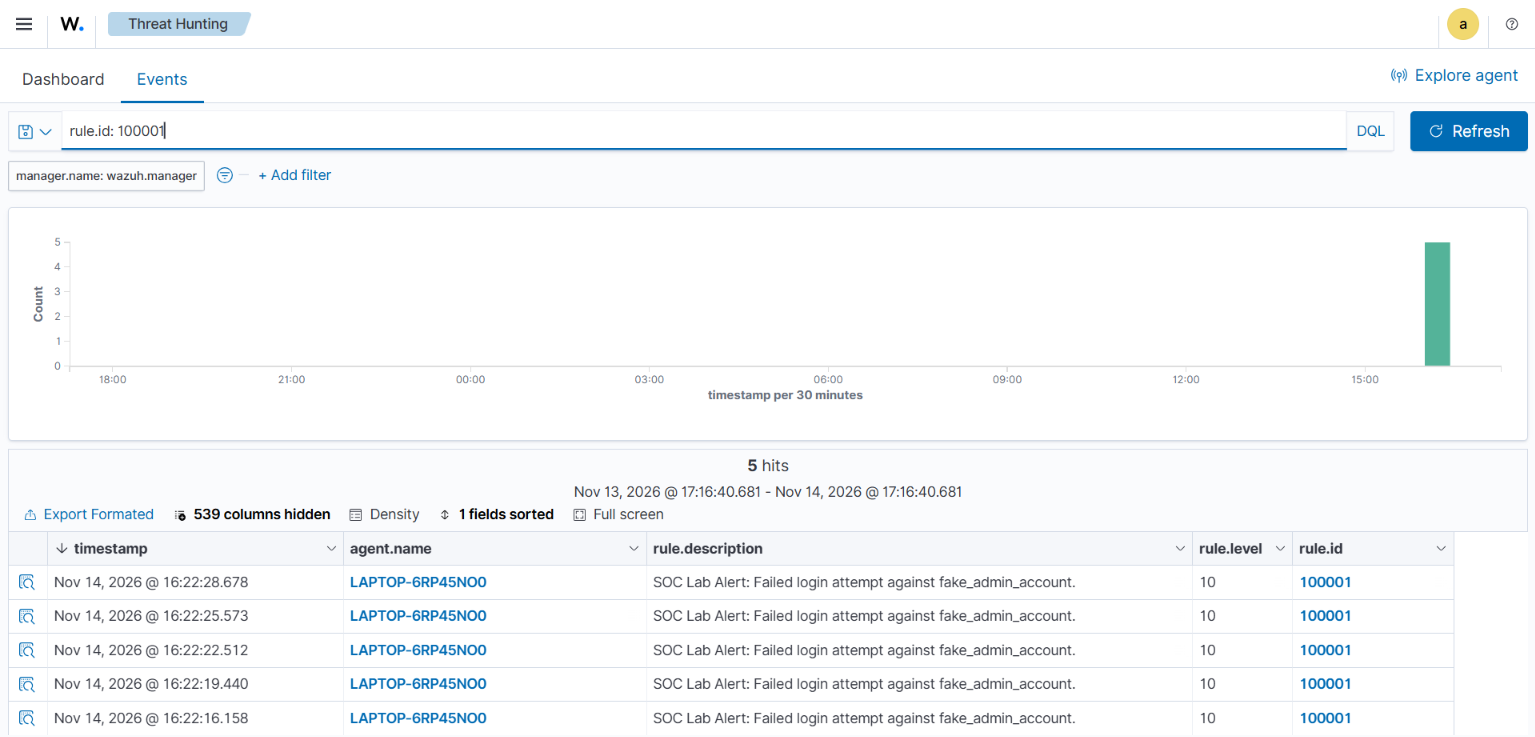 W. Threat Hunting a
Dashboard Events Explore agent
rule.id: 100001 DQL Refresh
manager.name: wazuh.manager + Add filter
5
4
3
2
1
0
Count
18:00 21:00 00:00 03:00 06:00 09:00 12:00 15:00
timestamp per 30 minutes
5 hits
Nov 13, 2026 @ 17:16:40.681 - Nov 14, 2026 @ 17:16:40.681
Export Formated 539 columns hidden Density 1 fields sorted Full screen
timestamp agent.name rule.description rule.level rule.id
Nov 14, 2026 @ 16:22:28.678 LAPTOP-6RP45NO0 SOC Lab Alert: Failed login attempt against fake_admin_account. 10 100001
Nov 14, 2026 @ 16:22:25.573 LAPTOP-6RP45NO0 SOC Lab Alert: Failed login attempt against fake_admin_account. 10 100001
Nov 14, 2026 @ 16:22:22.512 LAPTOP-6RP45NO0 SOC Lab Alert: Failed login attempt against fake_admin_account. 10 100001
Nov 14, 2026 @ 16:22:19.440 LAPTOP-6RP45NO0 SOC Lab Alert: Failed login attempt against fake_admin_account. 10 100001
Nov 14, 2026 @ 16:22:16.158 LAPTOP-6RP45NO0 SOC Lab Alert: Failed login attempt against fake_admin_account. 10 100001